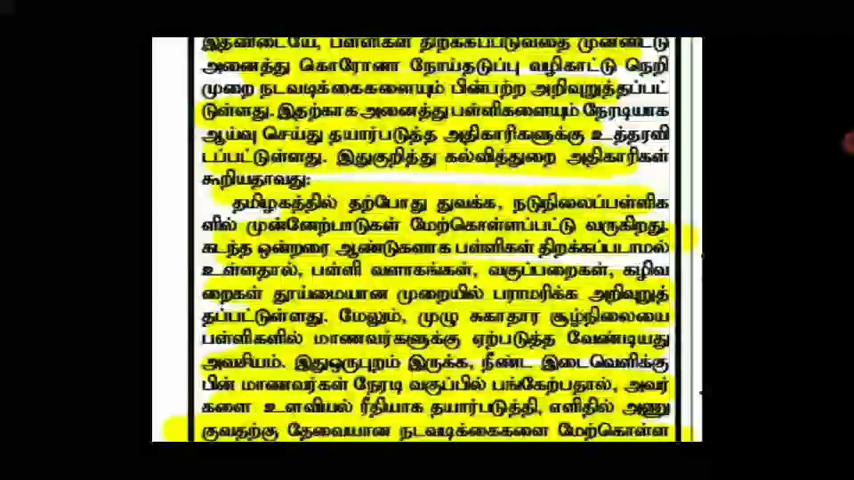 இதனிடையே, பள்ளிகள் திறக்கப்படுவதை முன்னிட்டு
அனைத்து கொரோனா நோய்தடுப்பு வழிகாட்டு நெறி
முறை நடவடிக்கைகளையும் பின்பற்ற அறிவுறுத்தப்பட்
டுள்ளது. இதற்காக அனைத்து பள்ளிகளையும் நேரடியாக
ஆய்வு செய்து தயார்படுத்த அதிகாரிகளுக்கு உத்தரவி
டப்பட்டுள்ளது. இதுகுறித்து கல்வித்துறை அதிகாரிகள்
கூறியதாவது:
தமிழகத்தில் தற்போது துவக்க, நடுநிலைப்பள்ளிக
ளில் முன்னேற்பாடுகள் மேற்கொள்ளப்பட்டு வருகிறது.
கடந்த ஒன்றரை ஆண்டுகளாக பள்ளிகள் திறக்கப்படாமல்
உள்ளதால், பள்ளி வளாகங்கள், வகுப்பறைகள், கழிவ
றைகள் தூய்மையான முறையில் பராமரிக்க அறிவுறுத்
தப்பட்டுள்ளது. மேலும், முழு சுகாதார சூழ்நிலையை
பள்ளிகளில் மாணவர்களுக்கு ஏற்படுத்த வேண்டியது
அவசியம். இதுஒருபுறம் இருக்க, நீண்ட இடைவெளிக்கு
பின் மாணவர்கள் நேரடி வகுப்பில் பங்கேற்பதால், அவர்
களை உளவியல் ரீதியாக தயார்படுத்தி, எளிதில் அணு
குவதற்கு தேவையான நடவடிக்கைகளை மேற்கொள்ள